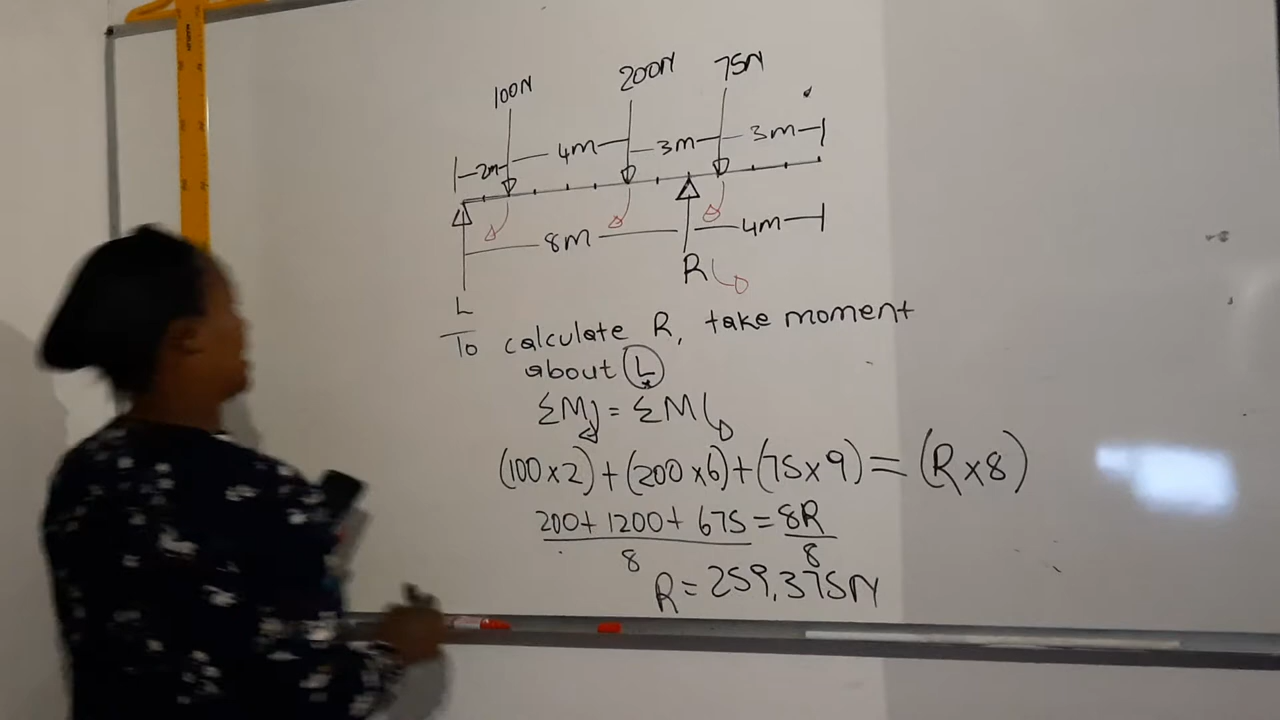 100N 200N 75N
2m 4m 3m 3m
8m 4m
L R
To calculate R, take moment
about L
ΣM = ΣM
(100×2)+(200×6)+(75×9)=(R×8)
200+1200+675=8R
8 8
R=259,375N